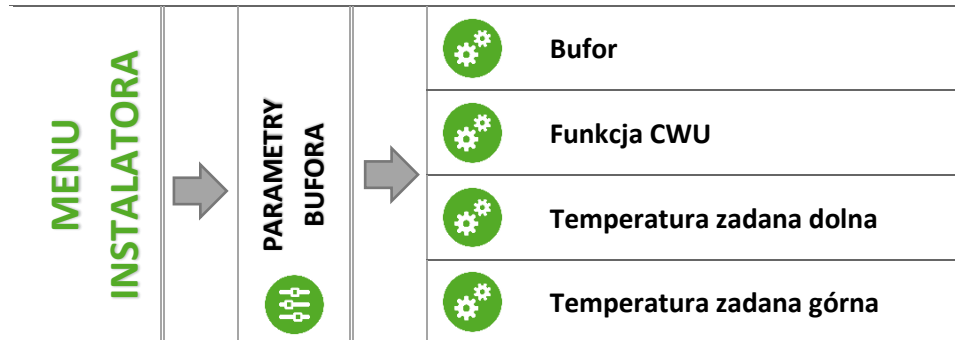 MENU
INSTALATORA
PARAMETRY
BUFORA
Bufor
Funkcja CWU
Temperatura zadana dolna
Temperatura zadana górna